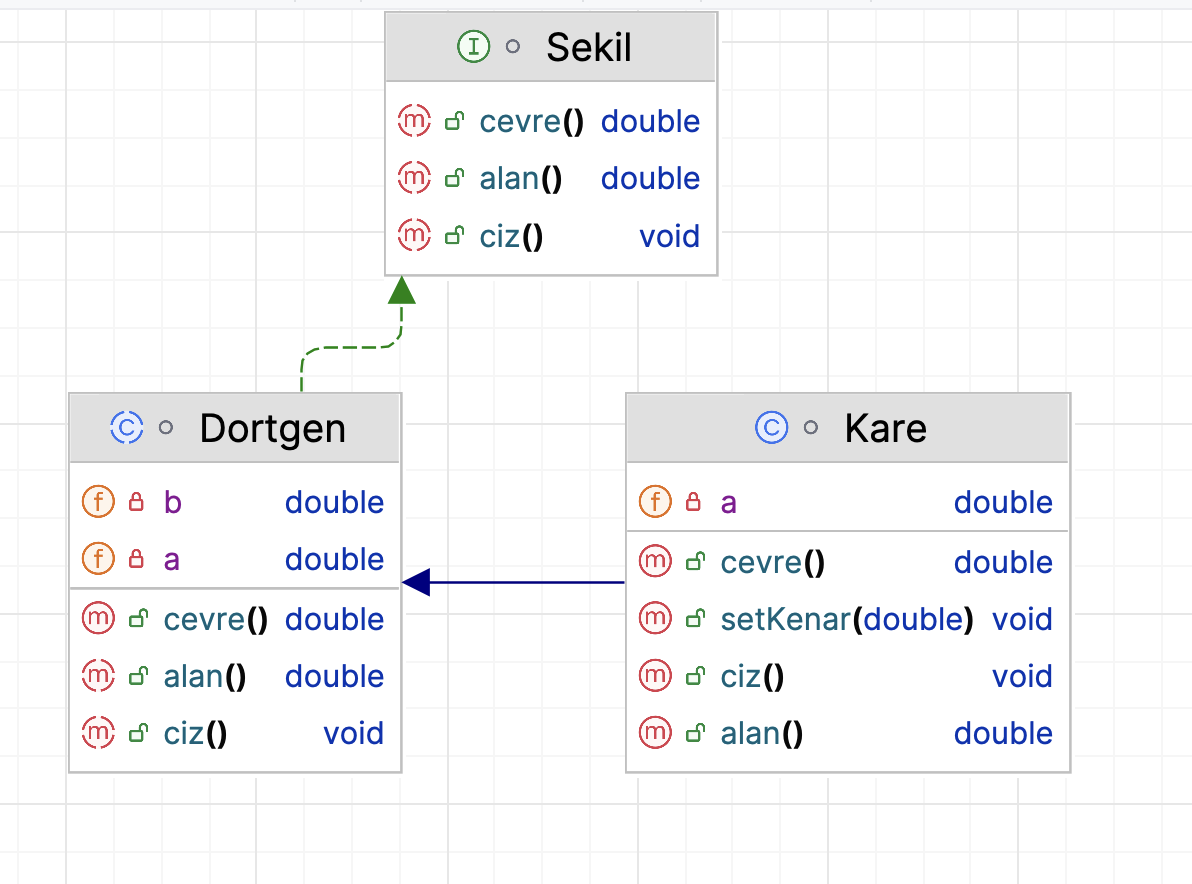 I Sekil
m cevre() double
m alan() double
m ciz() void
C Dortgen
f b double
f a double
m cevre() double
m alan() double
m ciz() void
C Kare
f a double
m cevre() double
m setKenar(double) void
m ciz() void
m alan() double